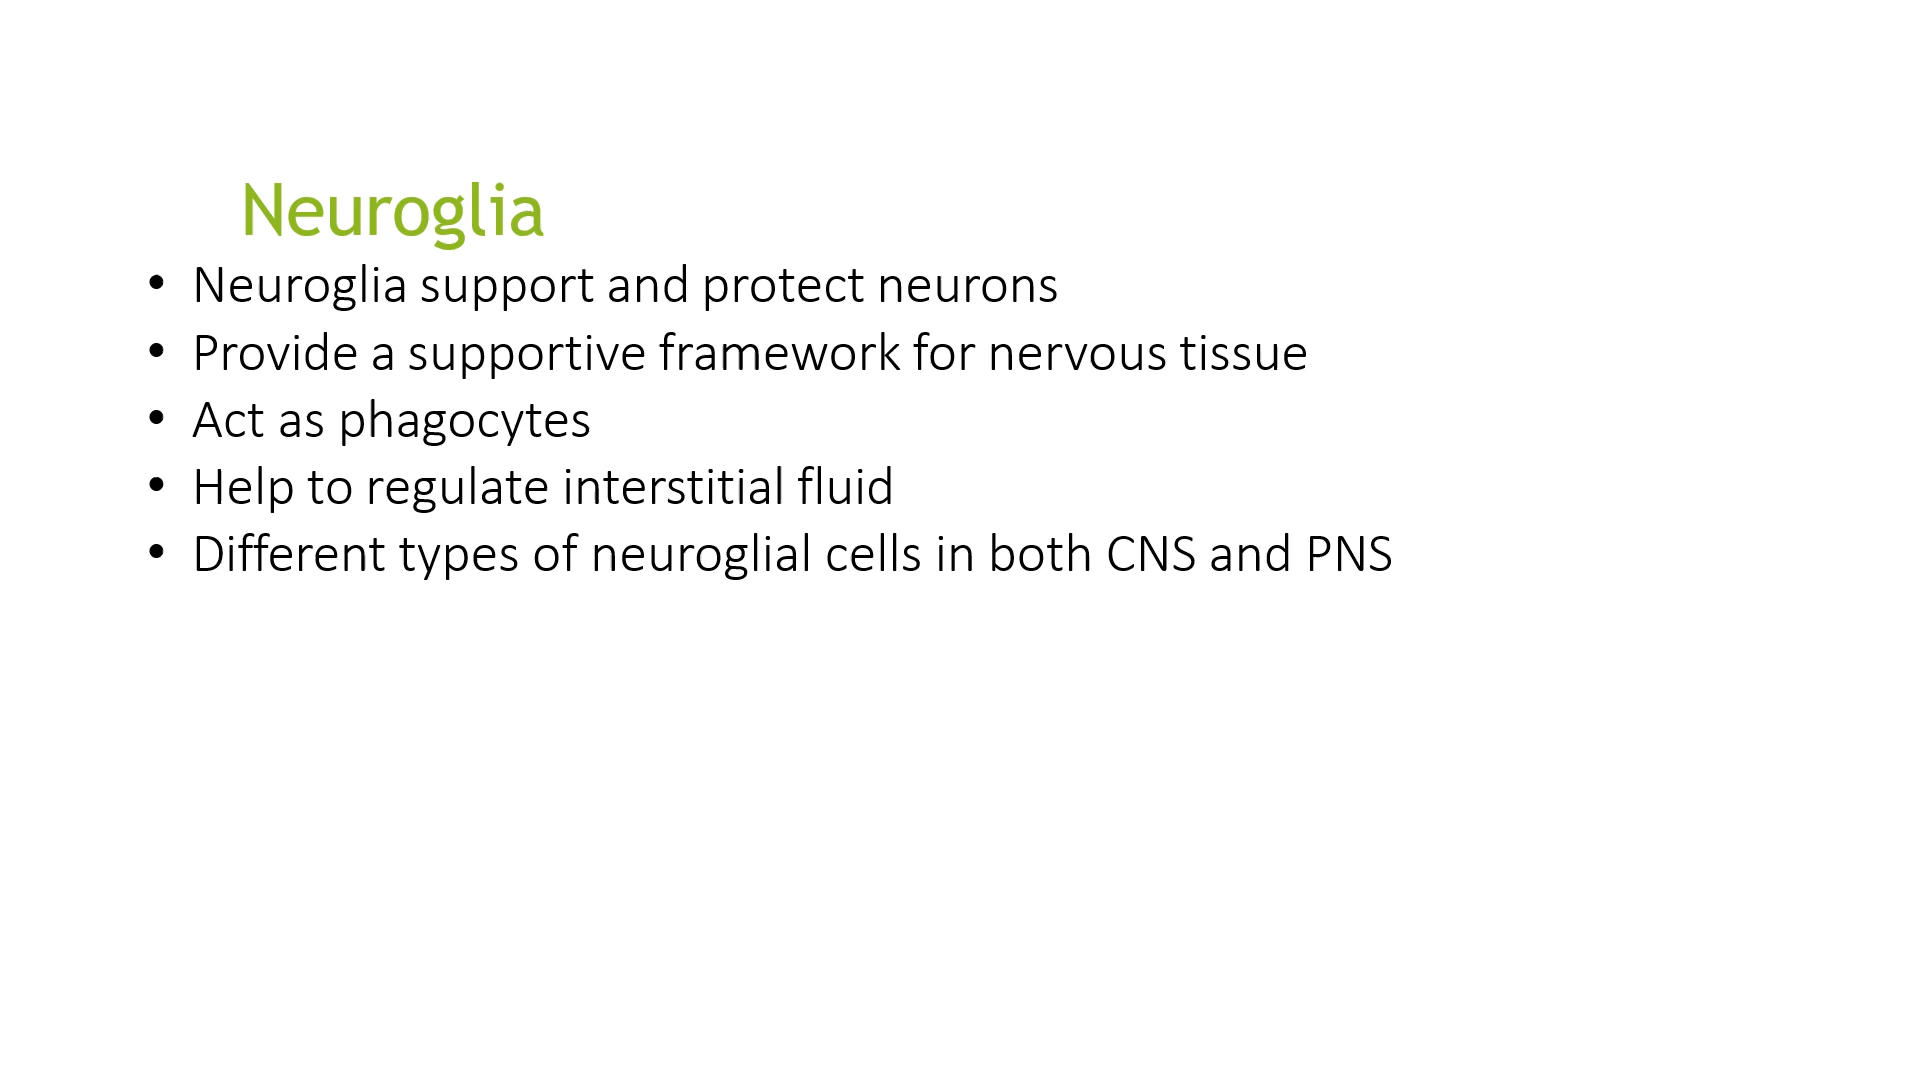 Neuroglia
• Neuroglia support and protect neurons
• Provide a supportive framework for nervous tissue
• Act as phagocytes
• Help to regulate interstitial fluid
• Different types of neuroglial cells in both CNS and PNS